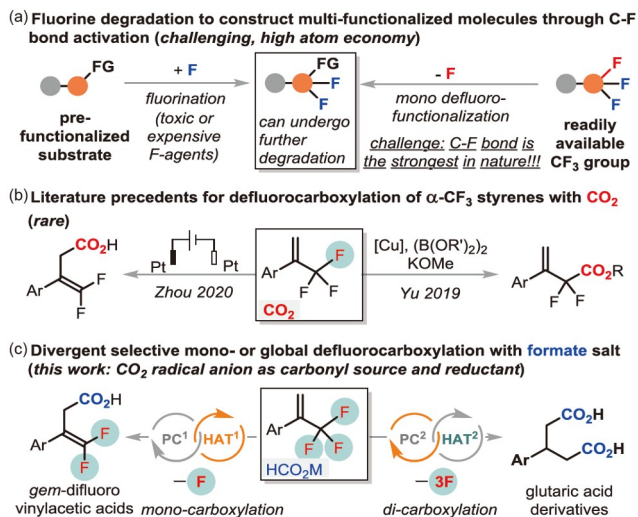 (a) Fluorine degradation to construct multi-functionalized molecules through C-F
bond activation (challenging, high atom economy)
FG
+ F
fluorination
(toxic or
expensive
F-agents)
pre-
functionalized
substrate
FG
F
F
can undergo
further
degradation
- F
mono defluoro-
functionalization
challenge: C-F bond is
the strongest in nature!!!
F
F
F
readily
available
CF3 group
(b) Literature precedents for defluorocarboxylation of α-CF3 styrenes with CO2
(rare)
CO2H
Ar
F
F
Pt
Pt
Zhou 2020
Ar
F
F
F
CO2
[Cu], (B(OR')2)2
KOMe
Yu 2019
Ar
CO2R
F
F
(c) Divergent selective mono- or global defluorocarboxylation with formate salt
(this work: CO2 radical anion as carbonyl source and reductant)
CO2H
Ar
F
F
gem-difluoro
vinylacetic acids
PC1
HAT1
− F
mono-carboxylation
Ar
F
F
F
HCO2M
PC2
HAT2
− 3F
di-carboxylation
CO2H
CO2H
Ar
glutaric acid
derivatives